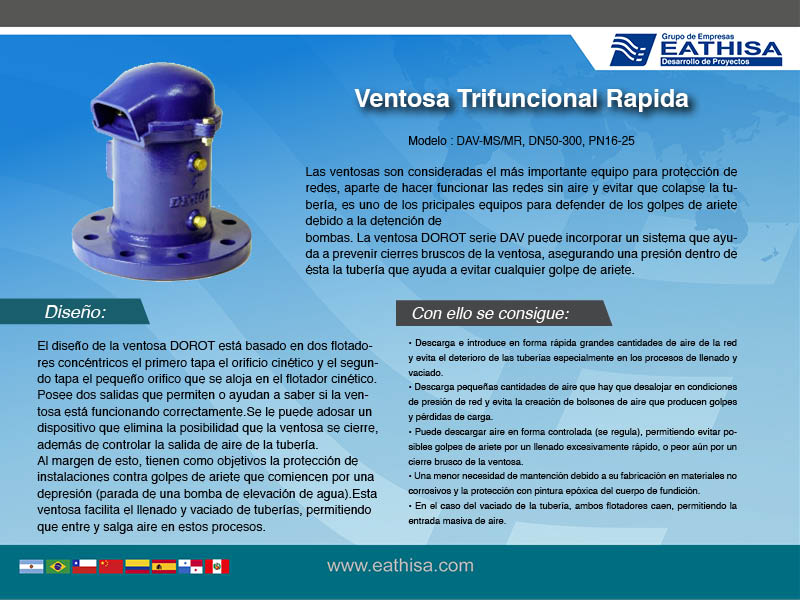 Grupo de Empresas
EATHISA
Desarrollo de Proyectos
Ventosa Trifuncional Rapida
Modelo : DAV-MS/MR, DN50-300, PN16-25
Las ventosas son consideradas el más importante equipo para protección de
redes, aparte de hacer funcionar las redes sin aire y evitar que colapse la tu-
bería, es uno de los pricipales equipos para defender de los golpes de ariete
debido a la detención de
bombas. La ventosa DOROT serie DAV puede incorporar un sistema que ayu-
da a prevenir cierres bruscos de la ventosa, asegurando una presión dentro de
ésta la tubería que ayuda a evitar cualquier golpe de ariete.
DOROT
Diseño:
El diseño de la ventosa DOROT está basado en dos flotado-
res concéntricos el primero tapa el orificio cinético y el segun-
do tapa el pequeño orifico que se aloja en el flotador cinético.
Posee dos salidas que permiten o ayudan a saber si la ven-
tosa está funcionando correctamente.Se le puede adosar un
dispositivo que elimina la posibilidad que la ventosa se cierre,
además de controlar la salida de aire de la tubería.
Al margen de esto, tienen como objetivos la protección de
instalaciones contra golpes de ariete que comiencen por una
depresión (parada de una bomba de elevación de agua).Esta
ventosa facilita el llenado y vaciado de tuberías, permitiendo
que entre y salga aire en estos procesos.
Con ello se consigue:
• Descarga e introduce en forma rápida grandes cantidades de aire de la red
y evita el deterioro de las tuberías especialmente en los procesos de llenado y
vaciado.
• Descarga pequeñas cantidades de aire que hay que desalojar en condiciones
de presión de red y evita la creación de bolsones de aire que producen golpes
y pérdidas de carga.
• Puede descargar aire en forma controlada (se regula), permitiendo evitar po-
sibles golpes de ariete por un llenado excesivamente rápido, o peor aún por un
cierre brusco de la ventosa.
• Una menor necesidad de mantención debido a su fabricación en materiales no
corrosivos y la protección con pintura epòxica del cuerpo de fundición.
• En el caso del vaciado de la tubería, ambos flotadores caen, permitiendo la
entrada masiva de aire.
www.eathisa.com